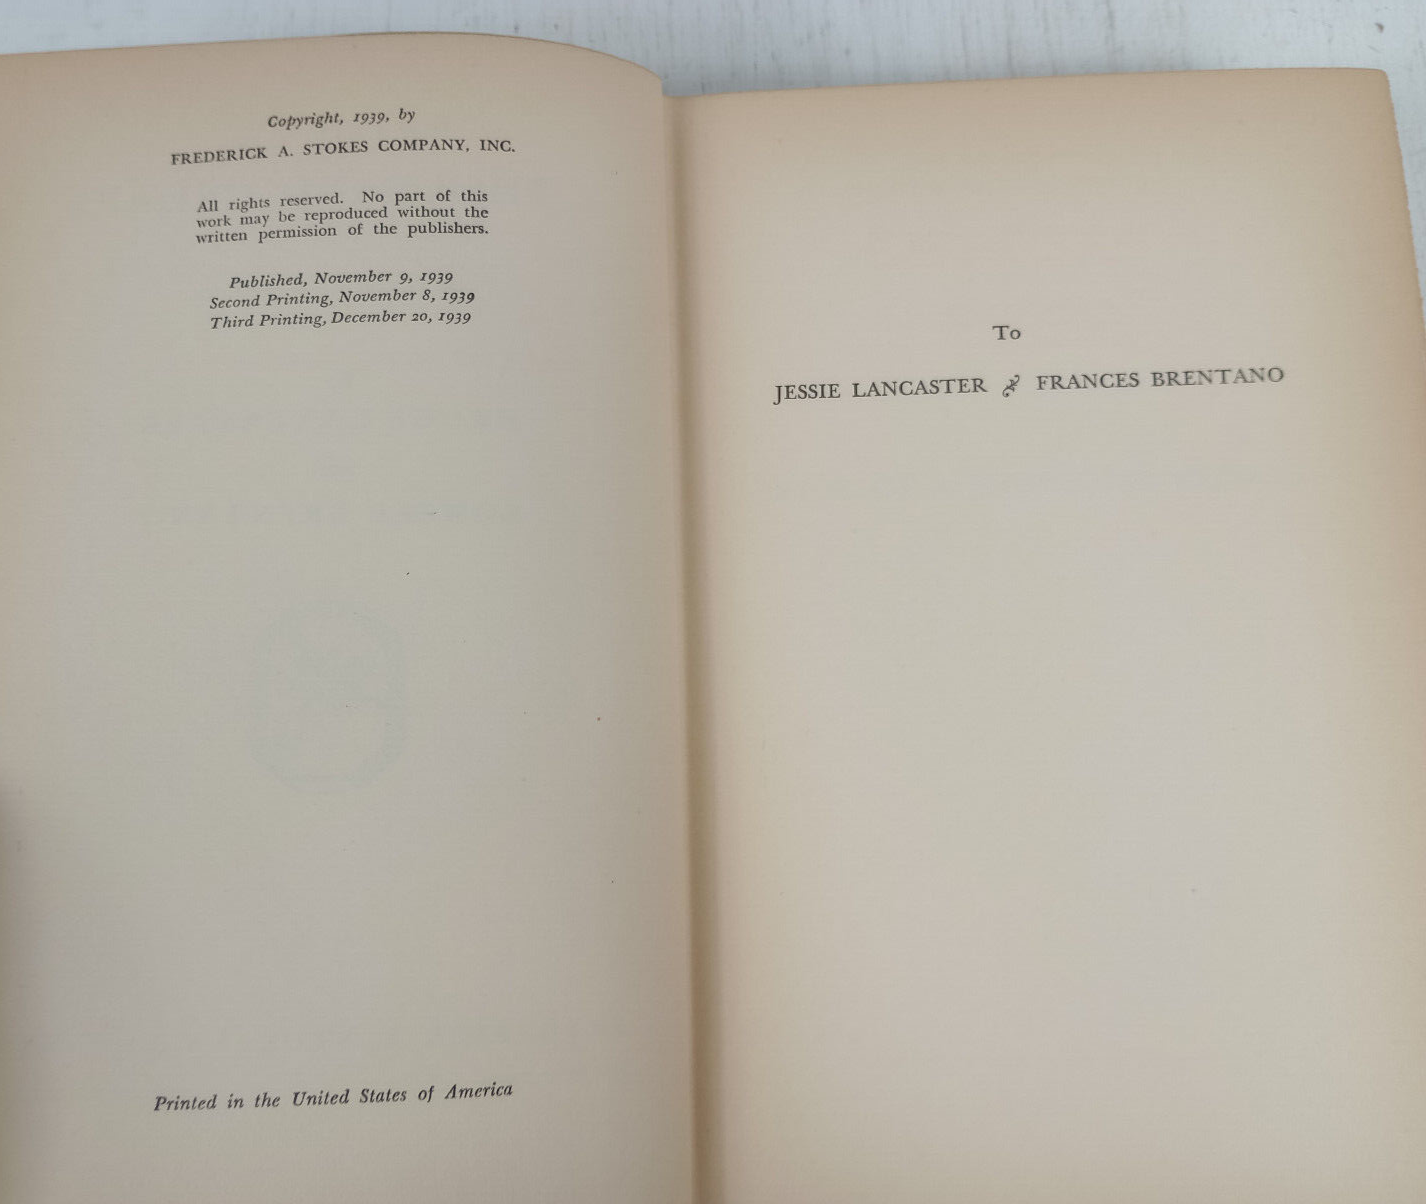 Copyright, 1939, by
FREDERICK A. STOKES COMPANY, INC.
All rights reserved. No part of this
work may be reproduced without the
written permission of the publishers.
Published, November 9, 1939
Second Printing, November 8, 1939
Third Printing, December 20, 1939
Printed in the United States of America
To
JESSIE LANCASTER & FRANCES BRENTANO